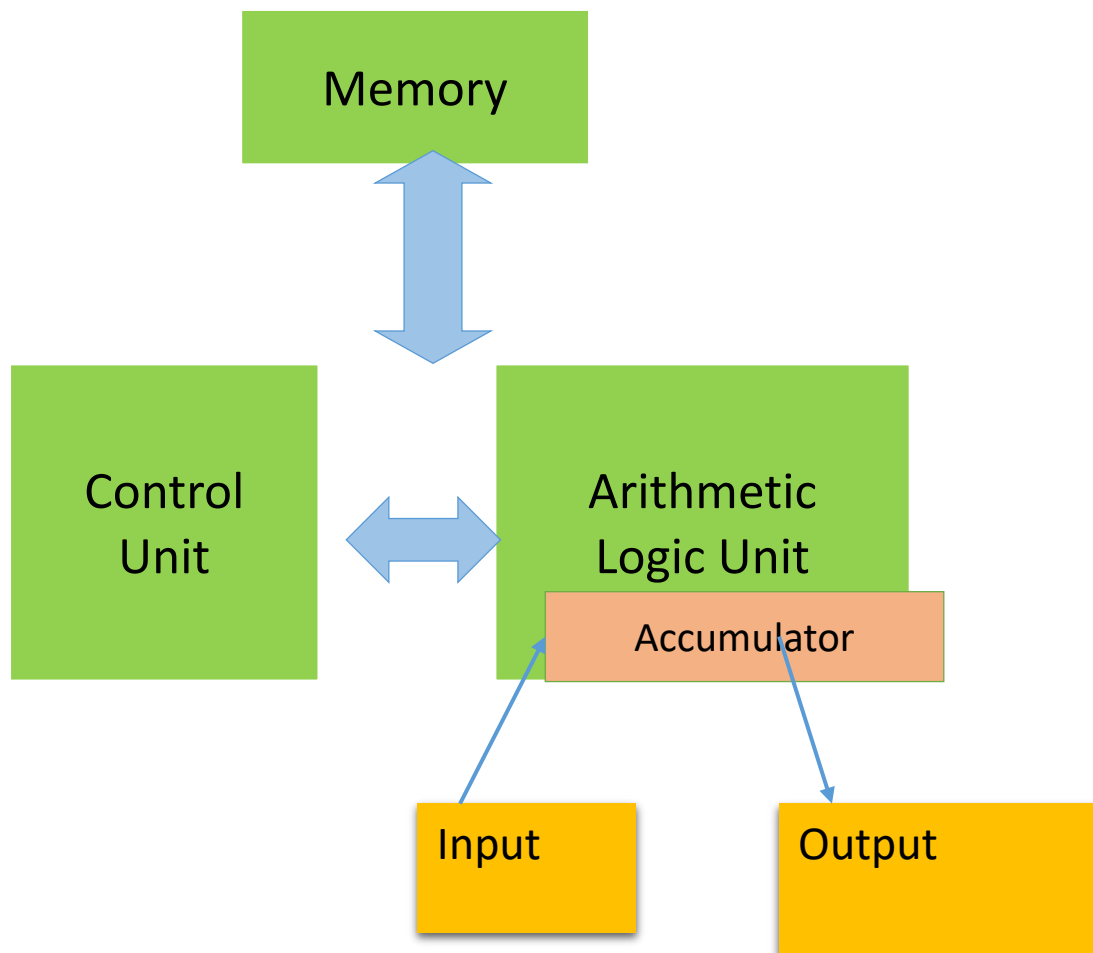 Memory
Control
Unit
Arithmetic
Logic Unit
Accumulator
Input
Output